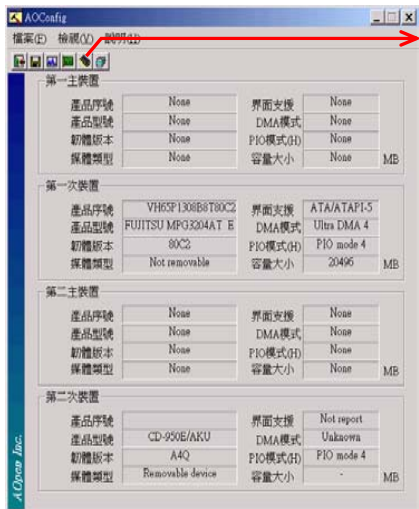 AOConfig
檔案(F) 檢視(V) 說明(H)
第一主裝置
產品序號 None 界面支援 None
產品型號 None DMA模式 None
韌體版本 None PIO模式(H) None
媒體類型 None 容量大小 None MB
第一次裝置
產品序號 VH65P1308B8T80C2 界面支援 ATA/ATAPI-5
產品型號 FUJITSU MPG3204AT E DMA模式 Ultra DMA 4
韌體版本 80C2 PIO模式(H) PIO mode 4
媒體類型 Not removable 容量大小 20496 MB
第二主裝置
產品序號 None 界面支援 None
產品型號 None DMA模式 None
韌體版本 None PIO模式(H) None
媒體類型 None 容量大小 None MB
第二次裝置
產品序號 界面支援 Not report
產品型號 CD-950E/AKU DMA模式 Unknown
韌體版本 A4Q PIO模式(H) PIO mode 4
媒體類型 Removable device 容量大小 - MB
AOpen Inc.